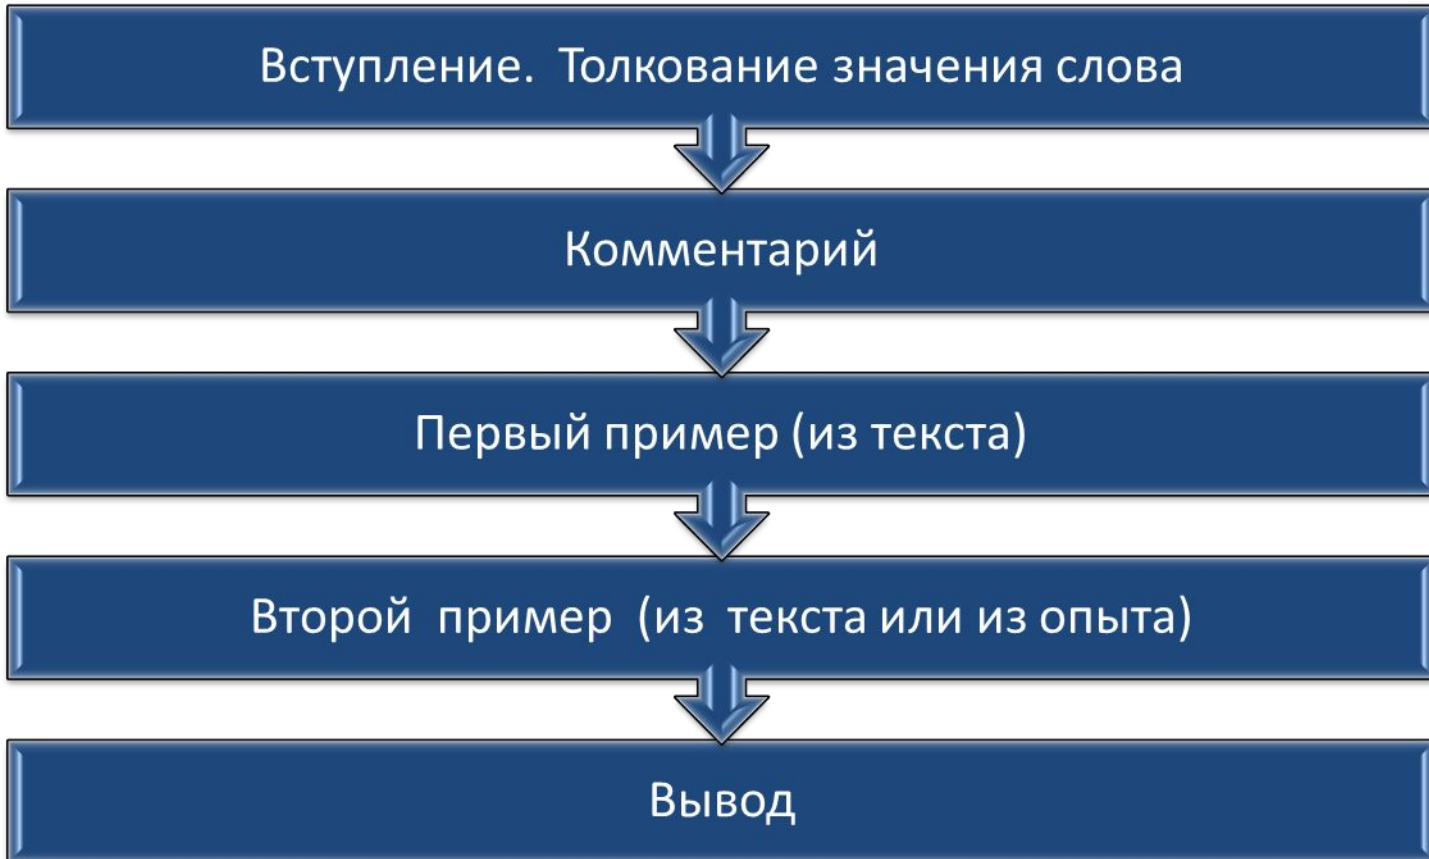 Вступление. Толкование значения слова
Комментарий
Первый пример (из текста)
Второй пример (из текста или из опыта)
Вывод